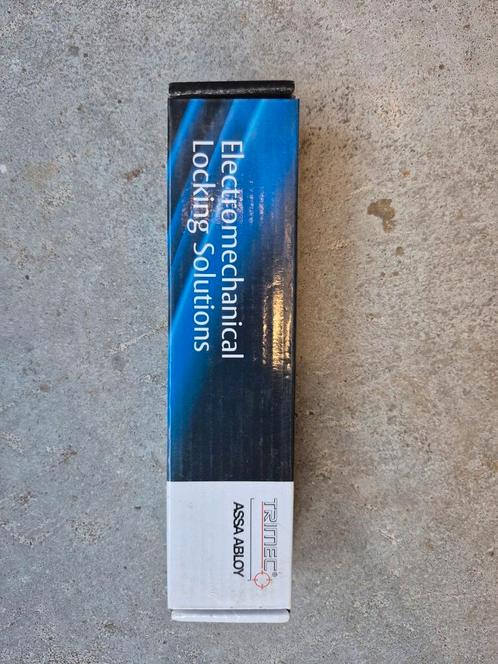 Electromechanical
Locking Solutions
TRIMEC®
ASSA ABLOY